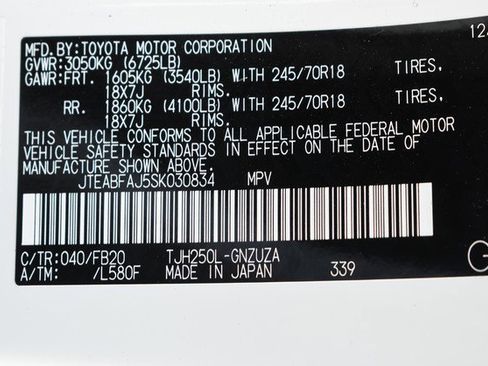 MFD.BY:TOYOTA MOTOR CORPORATION 12
GVWR:3050KG (6725LB)
GAWR:FRT. 1605KG (3540LB) WITH 245/70R18 TIRES,
18X7J RIMS.
RR. 1860KG (4100LB) WITH 245/70R18 TIRES,
18X7J RIMS.
THIS VEHICLE CONFORMS TO ALL APPLICABLE FEDERAL MOTOR
VEHICLE SAFETY STANDARDS IN EFFECT ON THE DATE OF
MANUFACTURE SHOWN ABOVE.
JTEABFAJ5SK030834 MPV
C/TR:040/FB20 TJH250L-GNZUZA
A/TM: /L580F MADE IN JAPAN 339